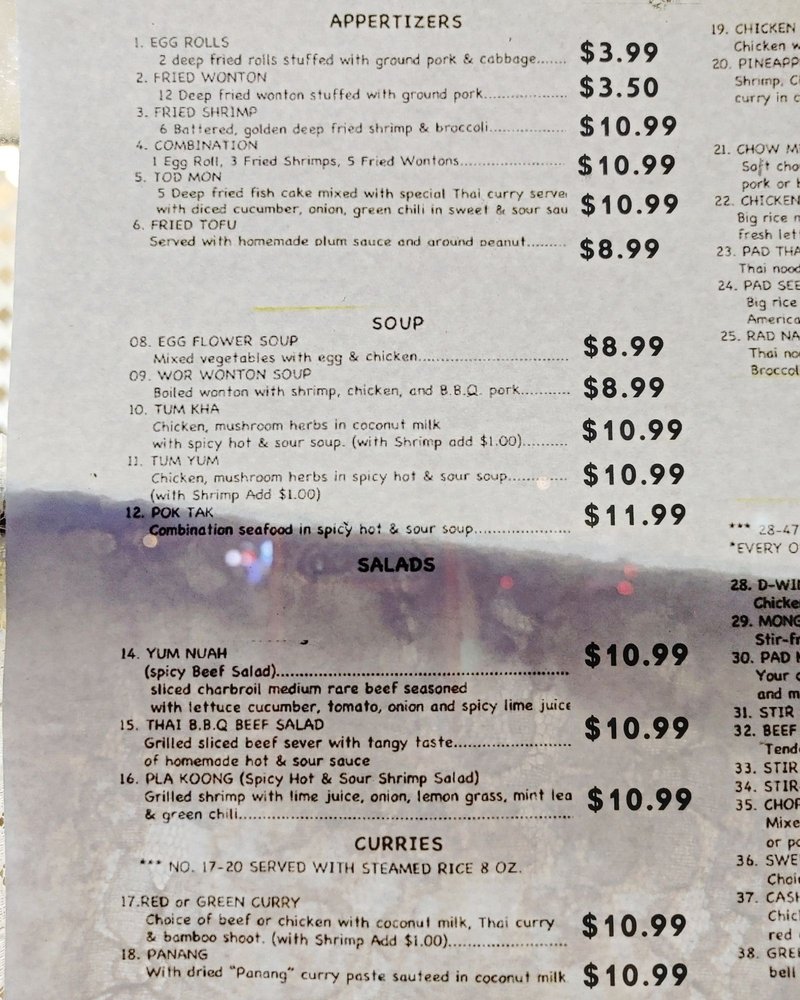 APPERTIZERS
1. EGG ROLLS
2 deep fried rolls stuffed with ground pork & cabbage....... $3.99
2. FRIED WONTON
12 Deep fried wonton stuffed with ground pork.................. $3.50
3. FRIED SHRIMP
6 Battered, golden deep fried shrimp & broccoli................. $10.99
4. COMBINATION
1 Egg Roll, 3 Fried Shrimps, 5 Fried Wontons....................... $10.99
5. TOD MON
5 Deep fried fish cake mixed with special Thai curry serve
with diced cucumber, onion, green chili in sweet & sour sau $10.99
6. FRIED TOFU
Served with homemade plum sauce and ground peanut......... $8.99
SOUP
08. EGG FLOWER SOUP
Mixed vegetables with egg & chicken................................ $8.99
09. WOR WONTON SOUP
Boiled wonton with shrimp, chicken, and B.B.Q. pork........... $8.99
10. TUM KHA
Chicken, mushroom herbs in coconut milk
with spicy hot & sour soup. (with Shrimp add $1.00).......... $10.99
11. TUM YUM
Chicken, mushroom herbs in spicy hot & sour soup............. $10.99
(with Shrimp Add $1.00)
12. POK TAK
Combination seafood in spicy hot & sour soup.................... $11.99
SALADS
14. YUM NUAH $10.99
(spicy Beef Salad)............................................................
sliced charbroil medium rare beef seasoned
with lettuce cucumber, tomato, onion and spicy lime juice
15. THAI B.B.Q BEEF SALAD $10.99
Grilled sliced beef sever with tangy taste........................
of homemade hot & sour sauce
16. PLA KOONG (Spicy Hot & Sour Shrimp Salad)
Grilled shrimp with lime juice, onion, lemon grass, mint lea $10.99
& green chili....................................................................
CURRIES
*** NO. 17-20 SERVED WITH STEAMED RICE 8 OZ.
17.RED or GREEN CURRY
Choice of beef or chicken with coconut milk, Thai curry $10.99
& bamboo shoot. (with Shrimp Add $1.00)........................
18. PANANG
With dried "Panang" curry paste sauteed in coconut milk $10.99
19. CHICKEN
Chicken w
20. PINEAPP
Shrimp, C
curry in c
21. CHOW M
Soft cho
pork or b
22. CHICKEN
Big rice n
fresh let
23. PAD THA
Thai nood
24. PAD SEE
Big rice
America
25. RAD NA
Thai noo
Broccol
*** 28-47
*EVERY O
28. D-WIN
Chicke
29. MONG
Stir-fr
30. PAD
Your c
and m
31. STIR
32. BEEF
Tende
33. STIR
34. STIR
35. CHOP
Mixe
or po
36. SWE
Choi
37. CASH
Chic
red
38. GREE
bell